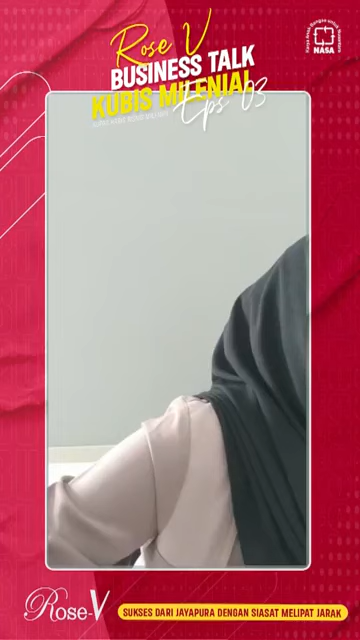 Rose V
BUSINESS TALK
KUBIS MILENIAL
Eps 03
NASA
Rose-V
SUKSES DARI JAYAPURA DENGAN SIASAT MELIPAT JARAK